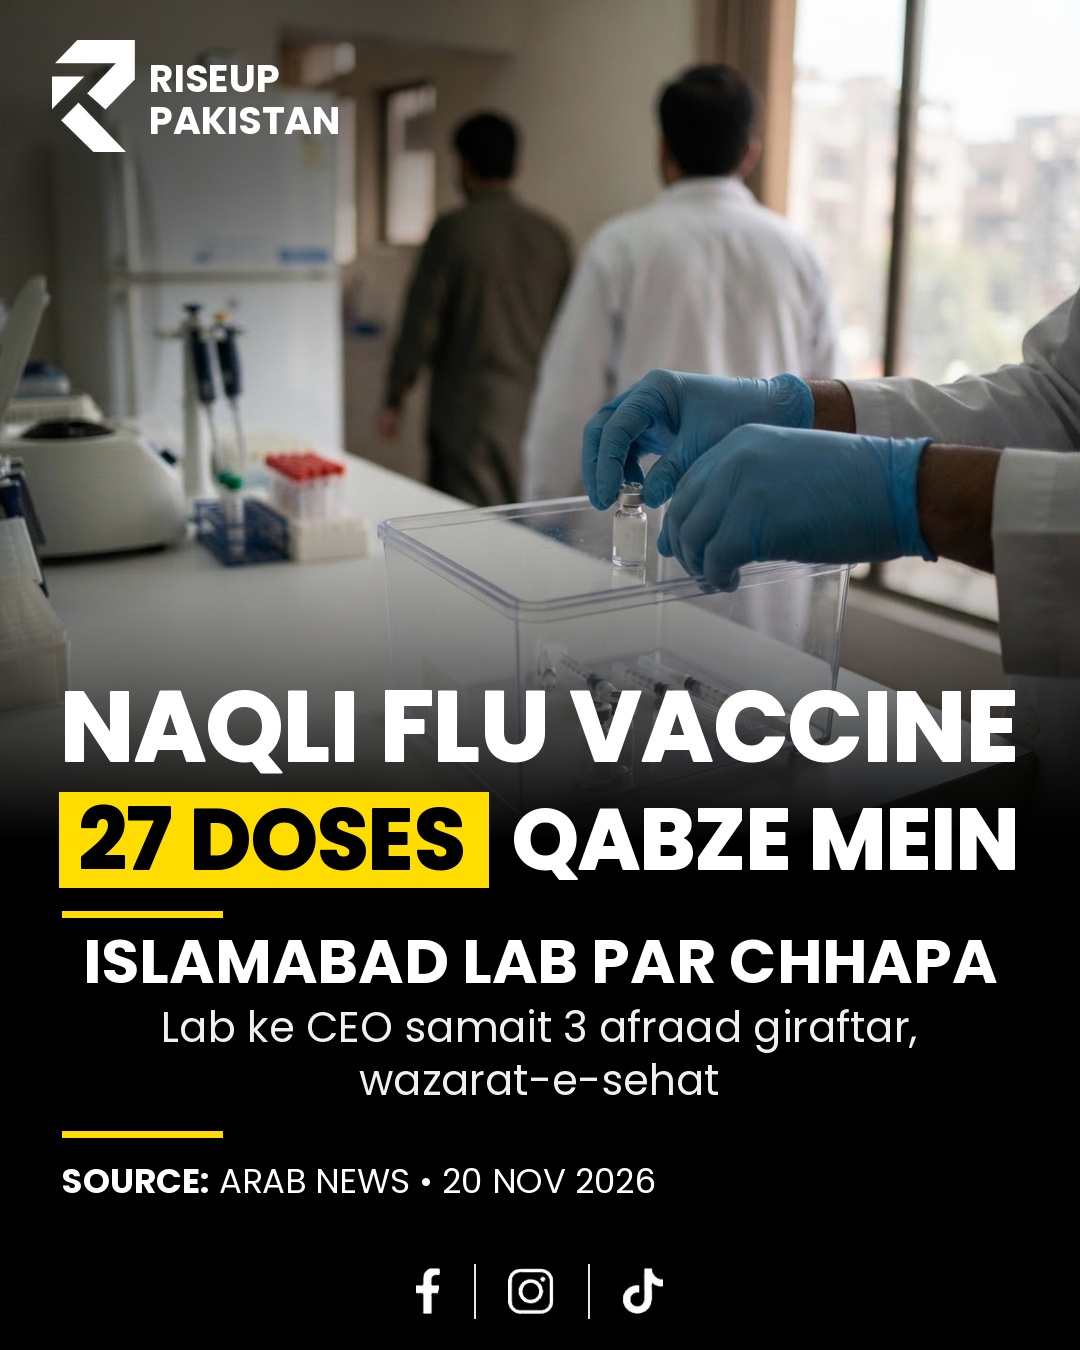 RISEUP
PAKISTAN
NAQLI FLU VACCINE
27 DOSES QABZE MEIN
ISLAMABAD LAB PAR CHHAPA
Lab ke CEO samait 3 afraad giraftar,
wazarat-e-sehat
SOURCE: ARAB NEWS • 20 NOV 2026